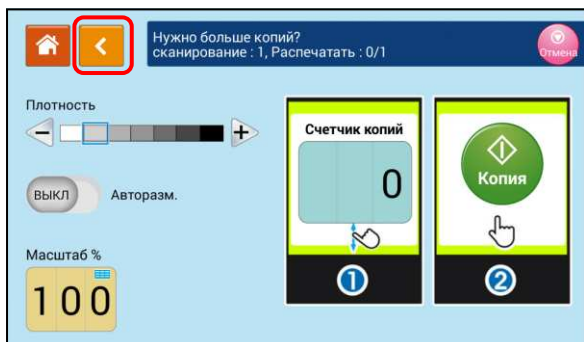 Нужно больше копий?
сканирование : 1, Распечатать : 0/1
Отмена
Плотность
ВЫКЛ
Авторазм.
Масштаб %
100
Счетчик копий
0
1
Копия
2